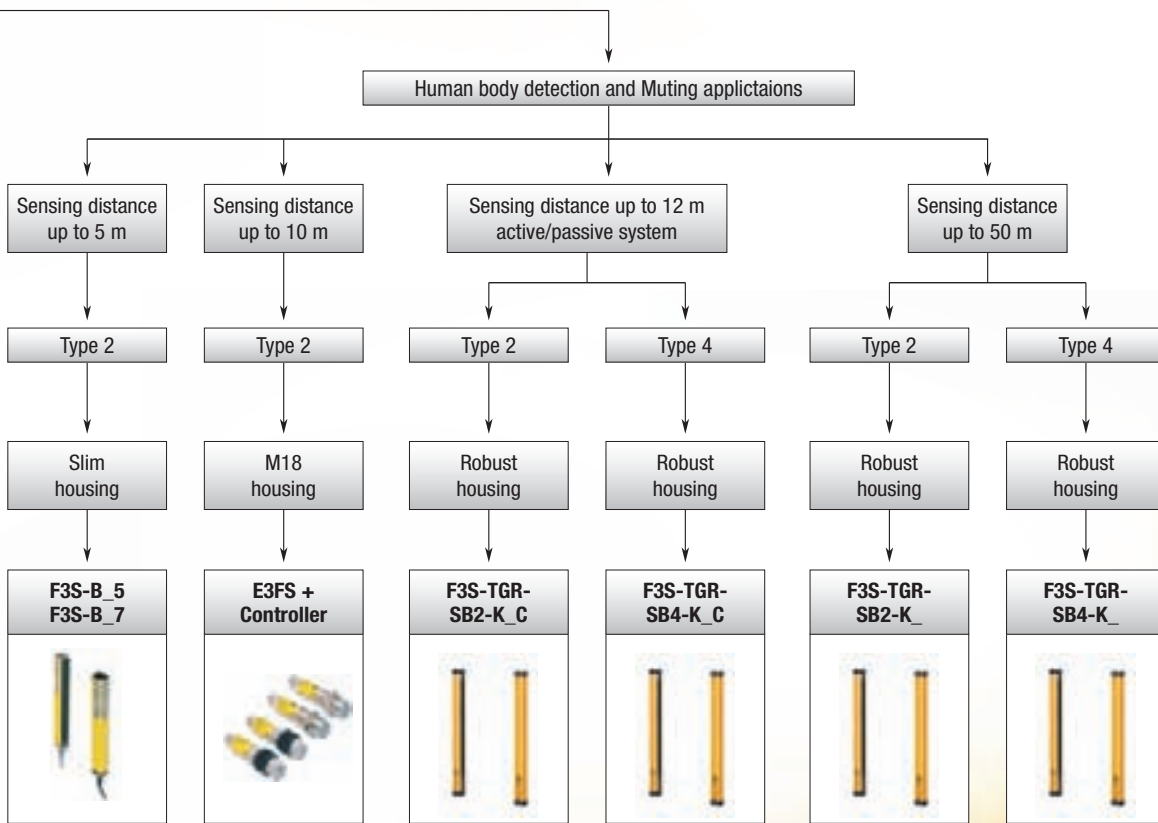 Human body detection and Muting applictaions
Sensing distance
up to 5 m
Sensing distance
up to 10 m
Sensing distance up to 12 m
active/passive system
Sensing distance
up to 50 m
Type 2
Type 2
Type 2
Type 4
Type 2
Type 4
Slim
housing
M18
housing
Robust
housing
Robust
housing
Robust
housing
Robust
housing
F3S-B_5
F3S-B_7
E3FS +
Controller
F3S-TGR-
SB2-K_C
F3S-TGR-
SB4-K_C
F3S-TGR-
SB2-K_
F3S-TGR-
SB4-K_